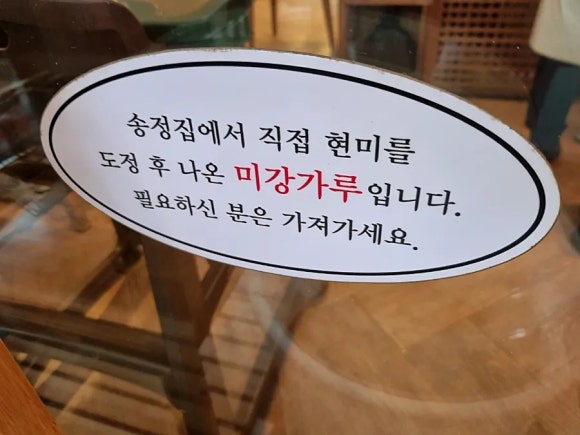 송정집에서 직접 현미를
도정 후 나온 미강가루입니다.
필요하신 분은 가져가세요.